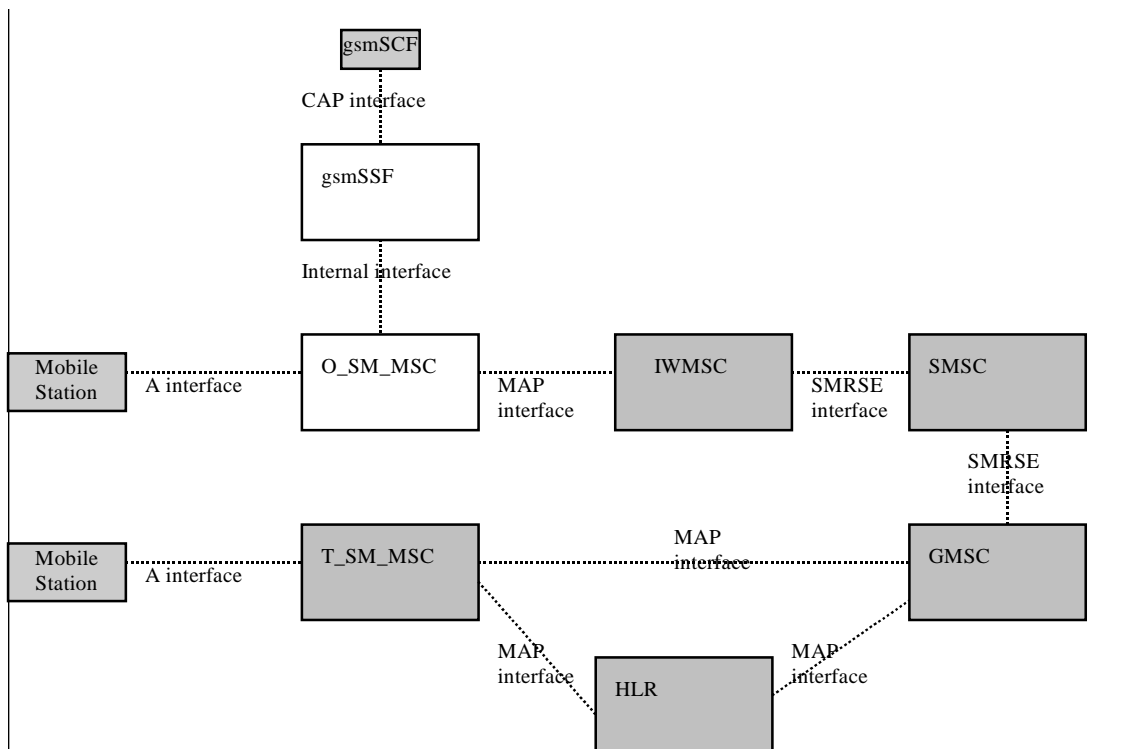 gsmSCF
CAP interface
gsmSSF
Internal interface
Mobile
Station
A interface
O_SM_MSC
MAP
interface
IWMSC
SMRSE
interface
SMSC
SMRSE
interface
Mobile
Station
A interface
T_SM_MSC
MAP
interface
GMSC
MAP
interface
HLR
MAP
interface